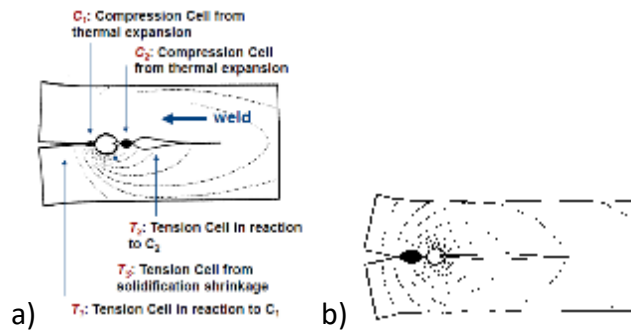 C₁: Compression Cell from
thermal expansion
C₂: Compression Cell
from thermal expansion
weld
T₂: Tension Cell in reaction
to C₂
T₃: Tension Cell from
solidification shrinkage
T₁: Tension Cell in reaction to C₁
a)
b)